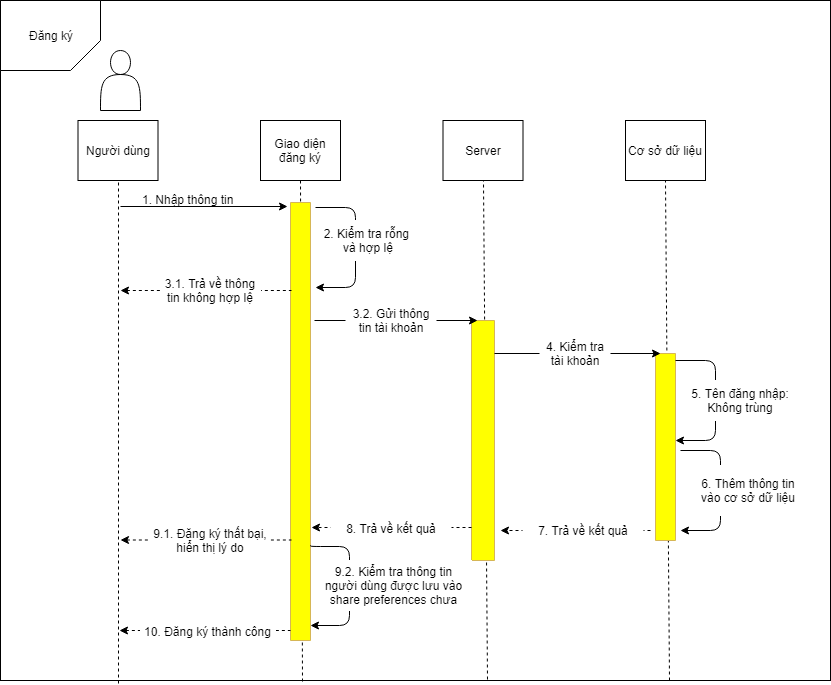 Đăng ký
Người dùng
Giao diện
đăng ký
Server
Cơ sở dữ liệu
1. Nhập thông tin
2. Kiểm tra rỗng
và hợp lệ
3.1. Trả về thông
tin không hợp lệ
3.2. Gửi thông
tin tài khoản
4. Kiểm tra
tài khoản
5. Tên đăng nhập:
Không trùng
6. Thêm thông tin
vào cơ sở dữ liệu
7. Trả về kết quả
8. Trả về kết quả
9.1. Đăng ký thất bại,
hiển thị lý do
9.2. Kiểm tra thông tin
người dùng được lưu vào
share preferences chưa
10. Đăng ký thành công